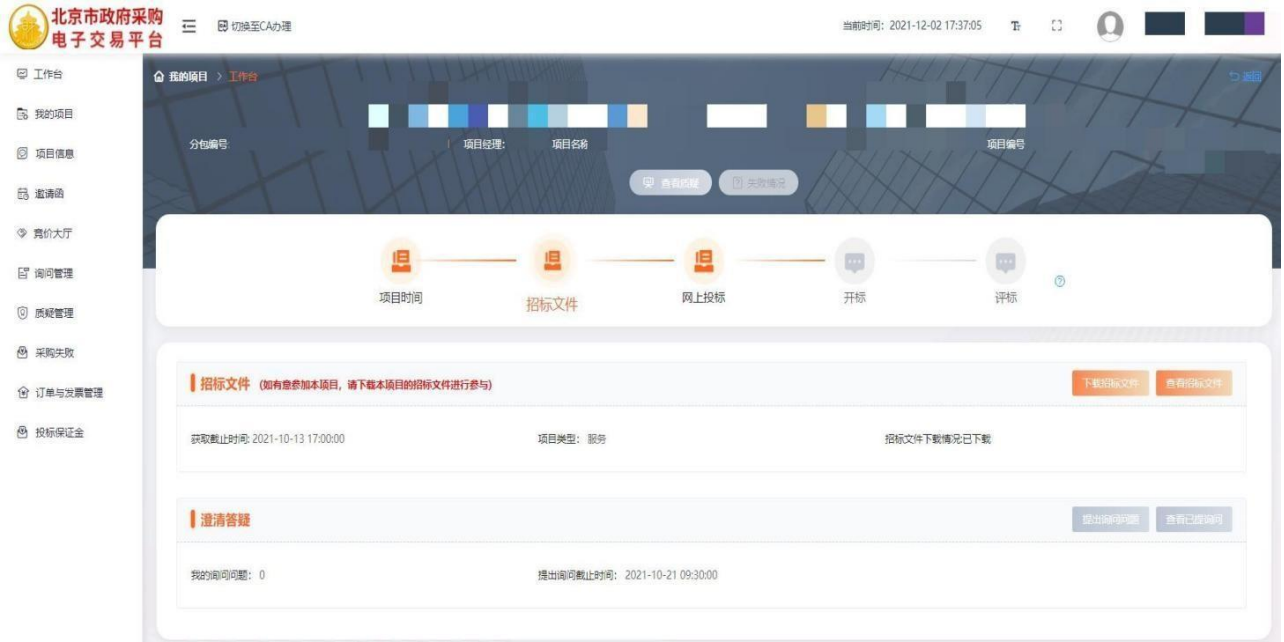 北京市政府采购
电子交易平台
切换至CA办理
当前时间：2021-12-02 17:37:05
工作台
我的项目
项目信息
邀请函
竞价大厅
询问管理
质疑管理
采购失败
订单与发票管理
投标保证金
我的项目 > 工作台
返回
分包编号
项目经理：
项目名称
项目编号
查看质疑
失败情况
项目时间
招标文件
网上投标
开标
评标
招标文件 (如有意参加本项目，请下载本项目的招标文件进行参与)
下载招标文件
查看招标文件
获取截止时间: 2021-10-13 17:00:00
项目类型： 服务
招标文件下载情况:已下载
澄清答疑
提出询问问题
查看已提询问
我的询问问题： 0
提出询问截止时间： 2021-10-21 09:30:00